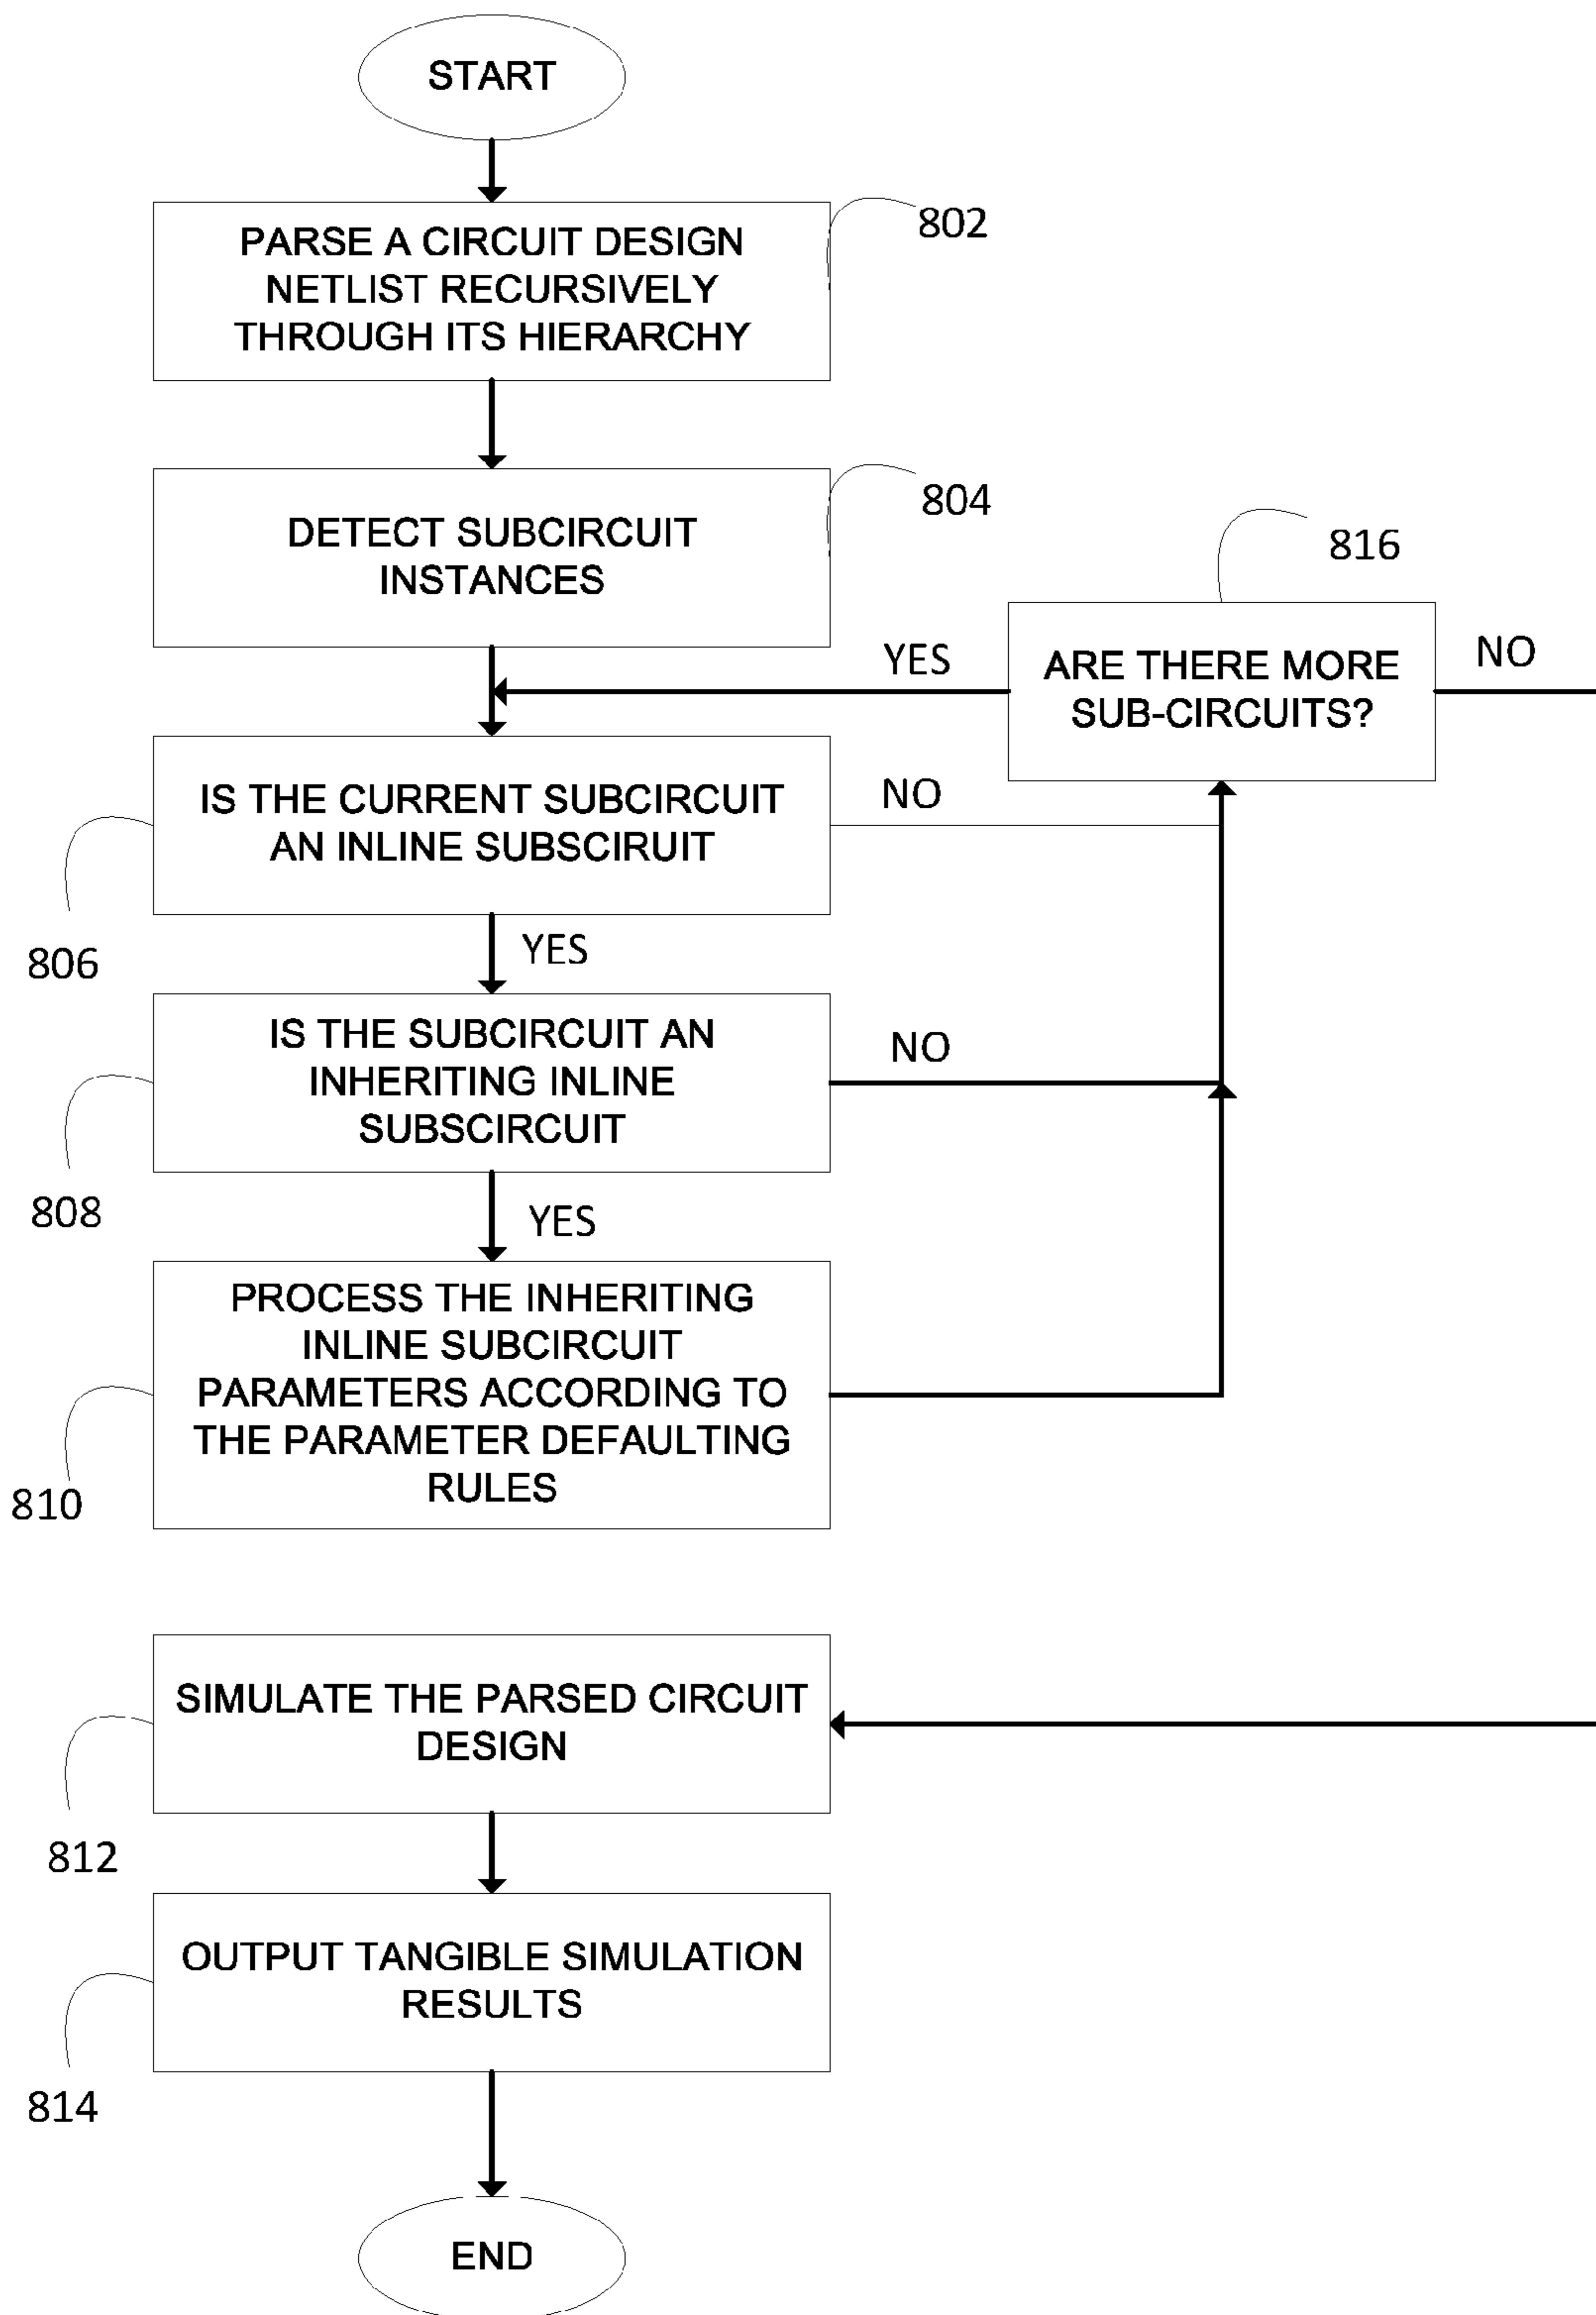 START
PARSE A CIRCUIT DESIGN
NETLIST RECURSIVELY
THROUGH ITS HIERARCHY
802
DETECT SUBCIRCUIT
INSTANCES
804
816
ARE THERE MORE
SUB-CIRCUITS?
YES
NO
IS THE CURRENT SUBCIRCUIT
AN INLINE SUBSCIRUIT
NO
806
YES
IS THE SUBCIRCUIT AN
INHERITING INLINE
SUBSCIRCUIT
NO
808
YES
PROCESS THE INHERITING
INLINE SUBCIRCUIT
PARAMETERS ACCORDING TO
THE PARAMETER DEFAULTING
RULES
810
SIMULATE THE PARSED CIRCUIT
DESIGN
812
OUTPUT TANGIBLE SIMULATION
RESULTS
814
END